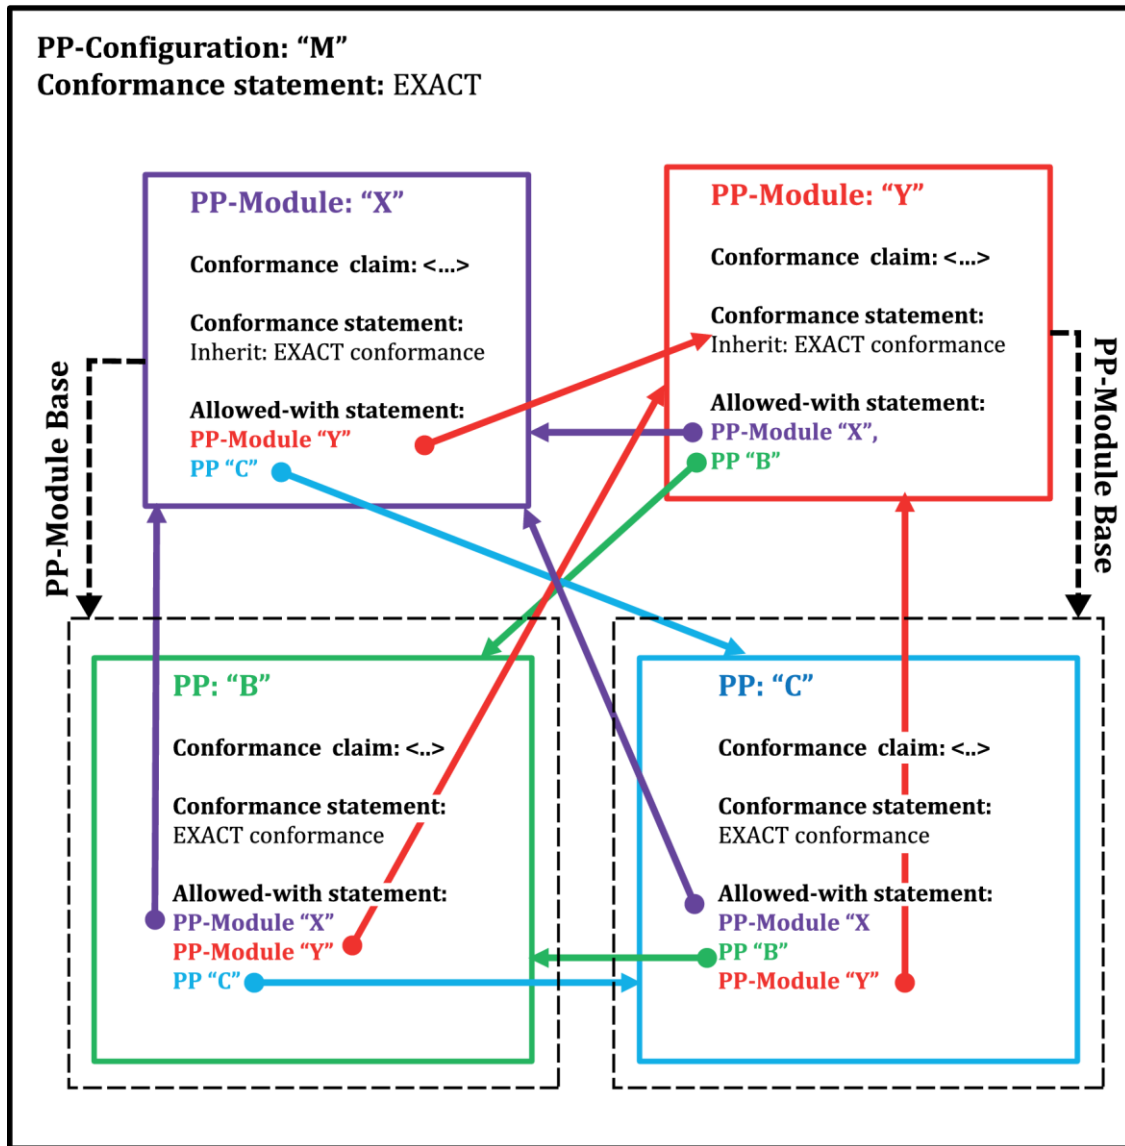 PP-Configuration: “M”
Conformance statement: EXACT
PP-Module: “X”
Conformance claim: <...>
Conformance statement:
Inherit: EXACT conformance
Allowed-with statement:
PP-Module “Y”
PP “C”
PP-Module: “Y”
Conformance claim: <...>
Conformance statement:
Inherit: EXACT conformance
Allowed-with statement:
PP-Module “X”,
PP “B”
PP-Module Base
PP-Module Base
PP: “B”
Conformance claim: <..>
Conformance statement:
EXACT conformance
Allowed-with statement:
PP-Module “X”
PP-Module “Y”
PP “C”
PP: “C”
Conformance claim: <..>
Conformance statement:
EXACT conformance
Allowed-with statement:
PP-Module “X
PP “B”
PP-Module “Y”